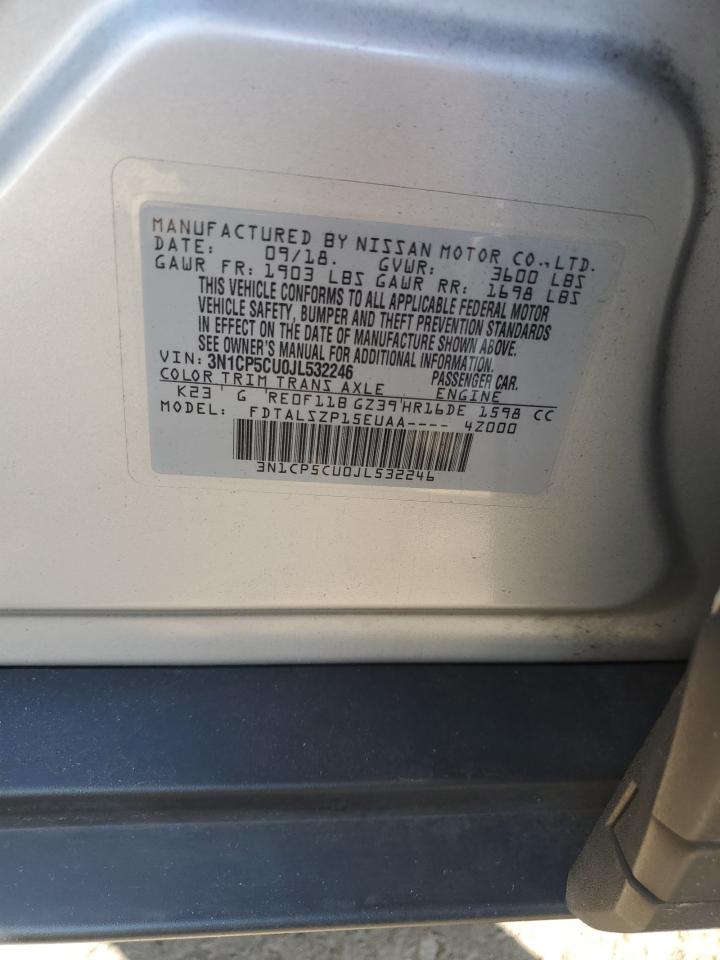 MANUFACTURED BY NISSAN MOTOR CO.,LTD.
DATE: 09/18. GVWR: 3600 LBS
GAWR FR: 1903 LBS GAWR RR: 1698 LBS
THIS VEHICLE CONFORMS TO ALL APPLICABLE FEDERAL MOTOR
VEHICLE SAFETY, BUMPER AND THEFT PREVENTION STANDARDS
IN EFFECT ON THE DATE OF MANUFACTURE SHOWN ABOVE.
SEE OWNER'S MANUAL FOR ADDITIONAL INFORMATION.
VIN: 3N1CP5CU0JL532246 PASSENGER CAR.
COLOR TRIM TRANS AXLE ENGINE
K23 G RE0F11B GZ39 HR16DE 1598 CC
MODEL: FDTALSZP15EUAA---- 4Z000
3N1CP5CU0JL532246